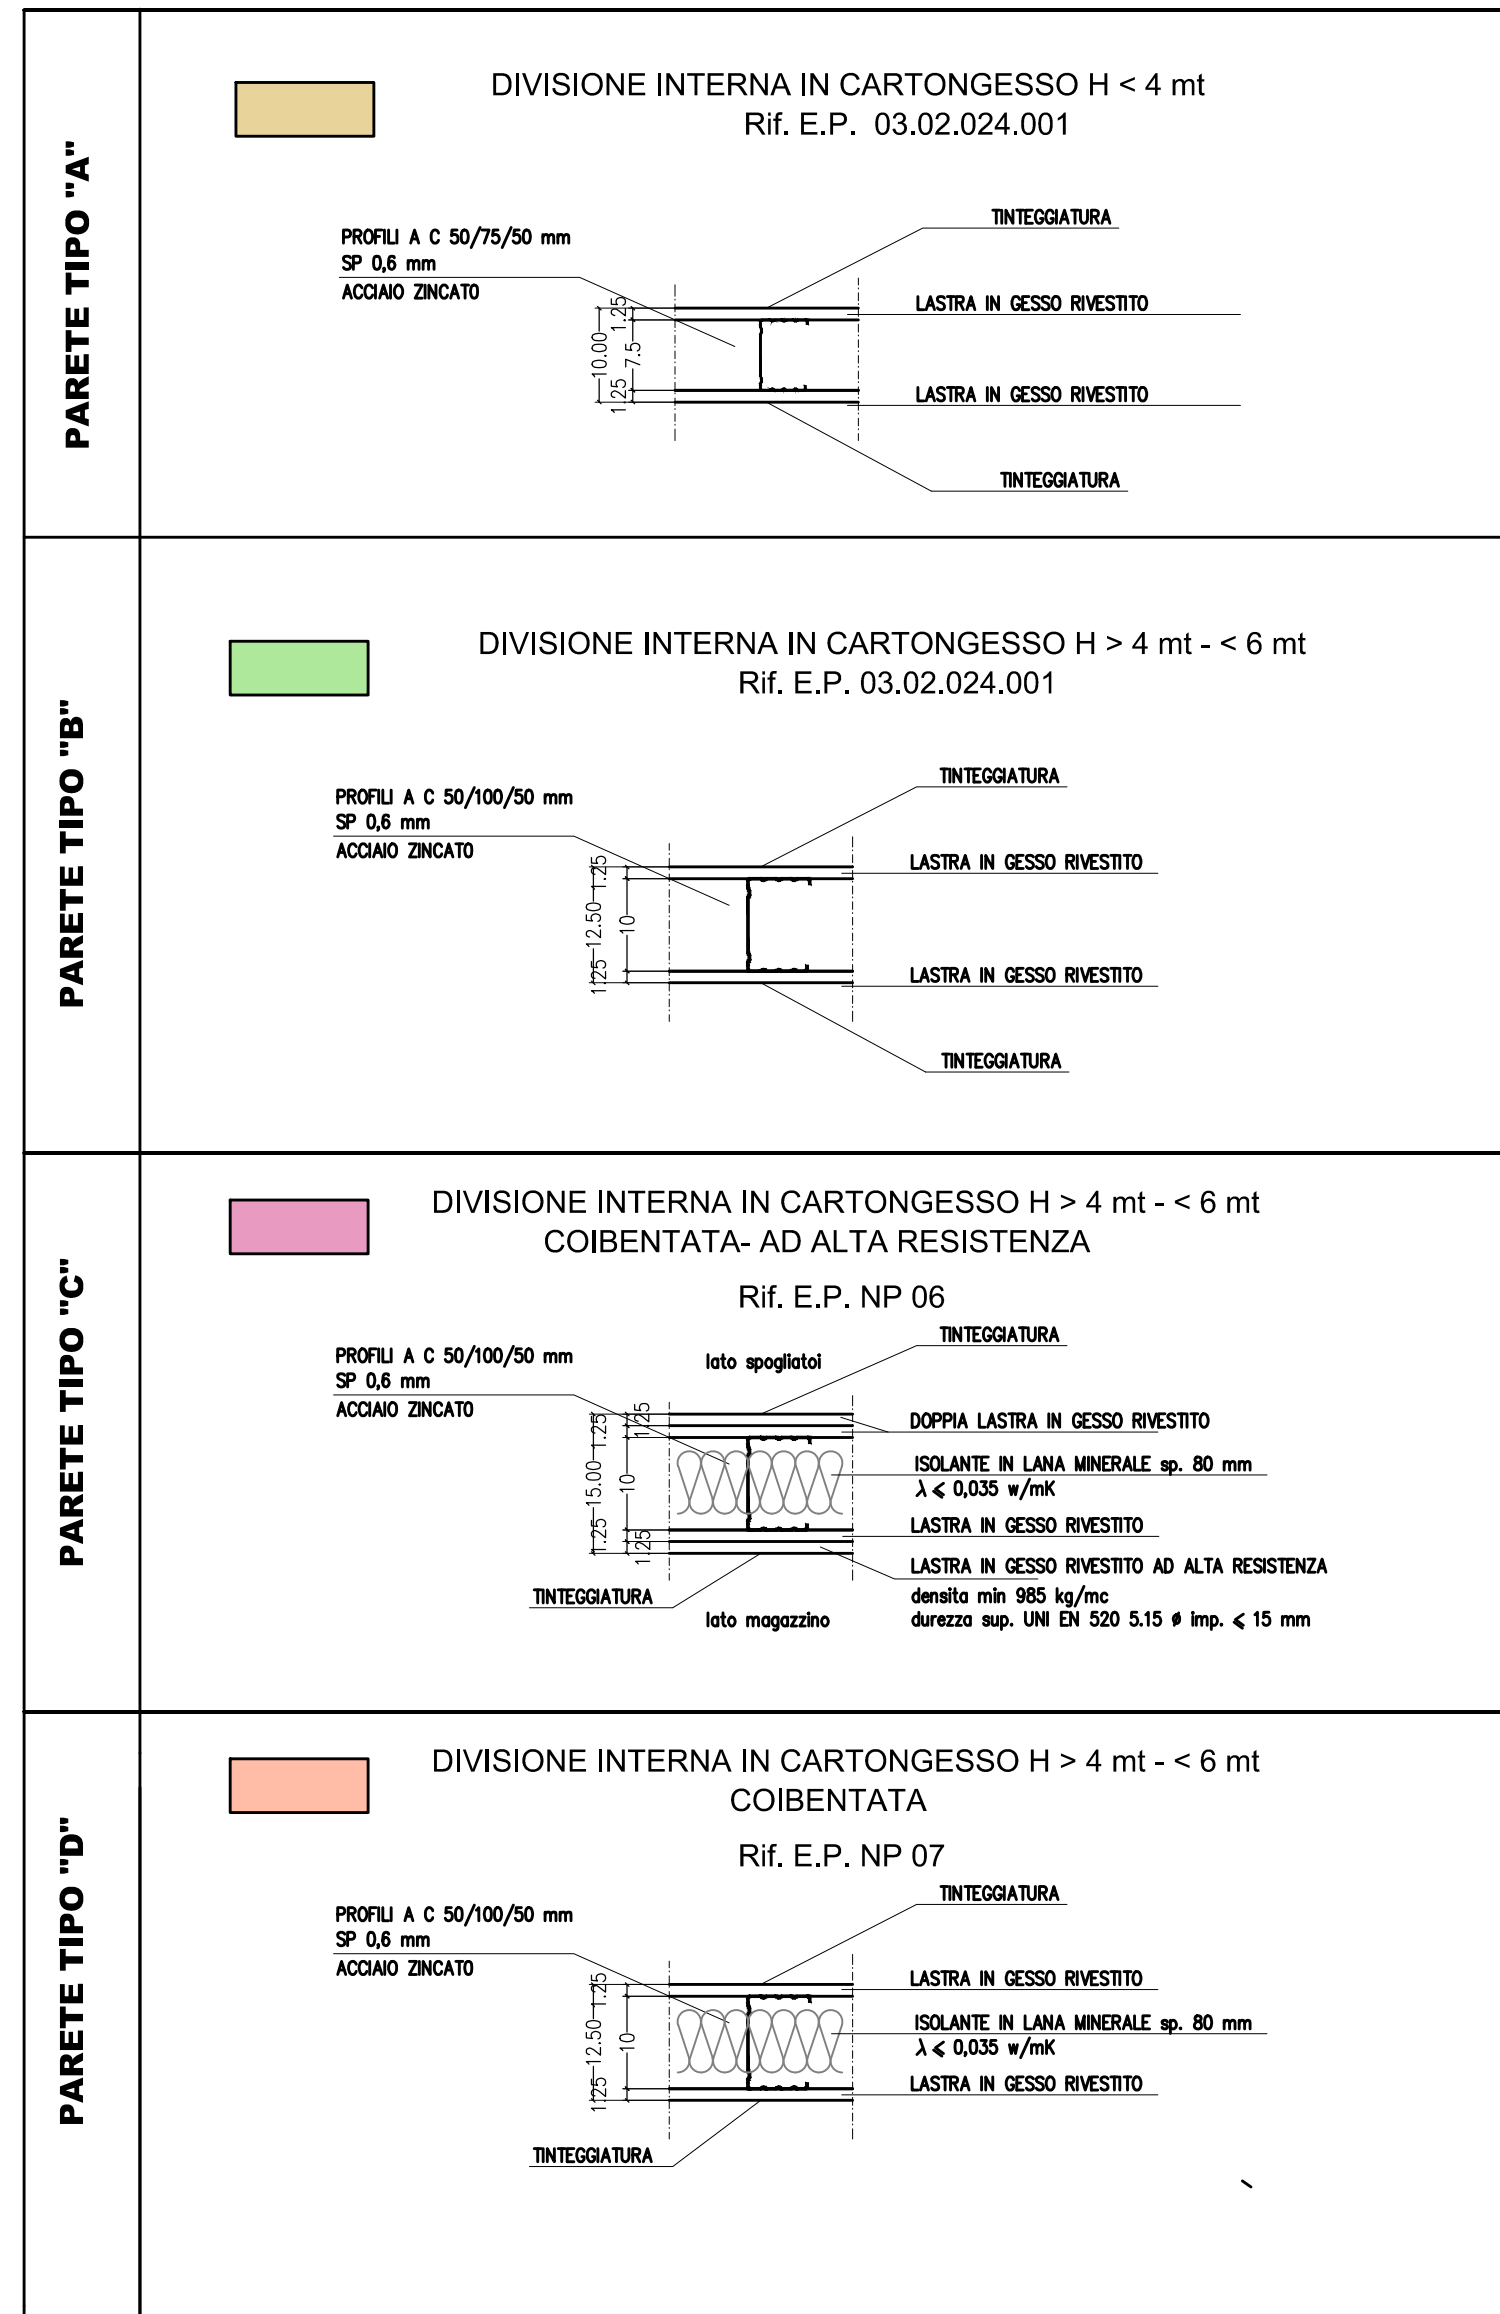 PARETE TIPO "A"
DIVISIONE INTERNA IN CARTONGESSO H < 4 mt
Rif. E.P. 03.02.024.001
TINTEGGIATURA
PROFILI A C 50/75/50 mm
SP 0,6 mm
ACCIAIO ZINCATO
LASTRA IN GESSO RIVESTITO
1.25
10.00
7.5
1.25
LASTRA IN GESSO RIVESTITO
TINTEGGIATURA
PARETE TIPO "B"
DIVISIONE INTERNA IN CARTONGESSO H > 4 mt - < 6 mt
Rif. E.P. 03.02.024.001
TINTEGGIATURA
PROFILI A C 50/100/50 mm
SP 0,6 mm
ACCIAIO ZINCATO
LASTRA IN GESSO RIVESTITO
1.25
12.50
10
1.25
LASTRA IN GESSO RIVESTITO
TINTEGGIATURA
PARETE TIPO "C"
DIVISIONE INTERNA IN CARTONGESSO H > 4 mt - < 6 mt
COIBENTATA- AD ALTA RESISTENZA
Rif. E.P. NP 06
TINTEGGIATURA
PROFILI A C 50/100/50 mm
SP 0,6 mm
ACCIAIO ZINCATO
lato spogliatoi
DOPPIA LASTRA IN GESSO RIVESTITO
1.25
1.25
15.00
10
1.25
1.25
ISOLANTE IN LANA MINERALE sp. 80 mm
λ ⩽ 0,035 w/mK
LASTRA IN GESSO RIVESTITO
LASTRA IN GESSO RIVESTITO AD ALTA RESISTENZA
densita min 985 kg/mc
durezza sup. UNI EN 520 5.15 ø imp. ⩽ 15 mm
TINTEGGIATURA
lato magazzino
PARETE TIPO "D"
DIVISIONE INTERNA IN CARTONGESSO H > 4 mt - < 6 mt
COIBENTATA
Rif. E.P. NP 07
TINTEGGIATURA
PROFILI A C 50/100/50 mm
SP 0,6 mm
ACCIAIO ZINCATO
LASTRA IN GESSO RIVESTITO
1.25
12.50
10
1.25
ISOLANTE IN LANA MINERALE sp. 80 mm
λ ⩽ 0,035 w/mK
LASTRA IN GESSO RIVESTITO
TINTEGGIATURA